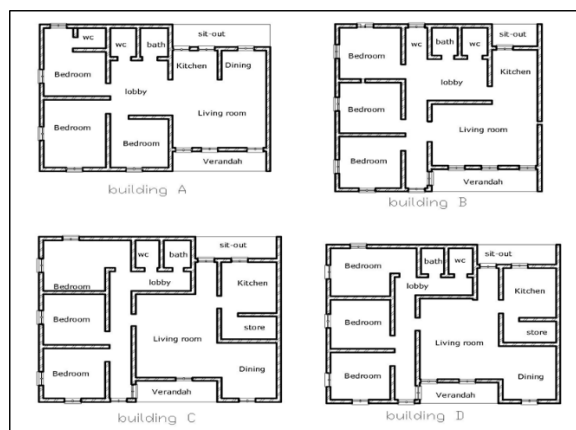 wc
wc
bath
sit-out
Bedroom
Kitchen
Dining
lobby
Living room
Bedroom
Bedroom
Verandah
building A
wc
bath
wc
sit-out
Bedroom
Kitchen
lobby
Bedroom
Living room
Bedroom
Verandah
building B
wc
bath
sit-out
lobby
Bedroom
Kitchen
Bedroom
store
Living room
Bedroom
Dining
Verandah
building C
bath
wc
sit-out
Bedroom
lobby
Kitchen
Bedroom
store
Living room
Bedroom
Dining
Verandah
building D